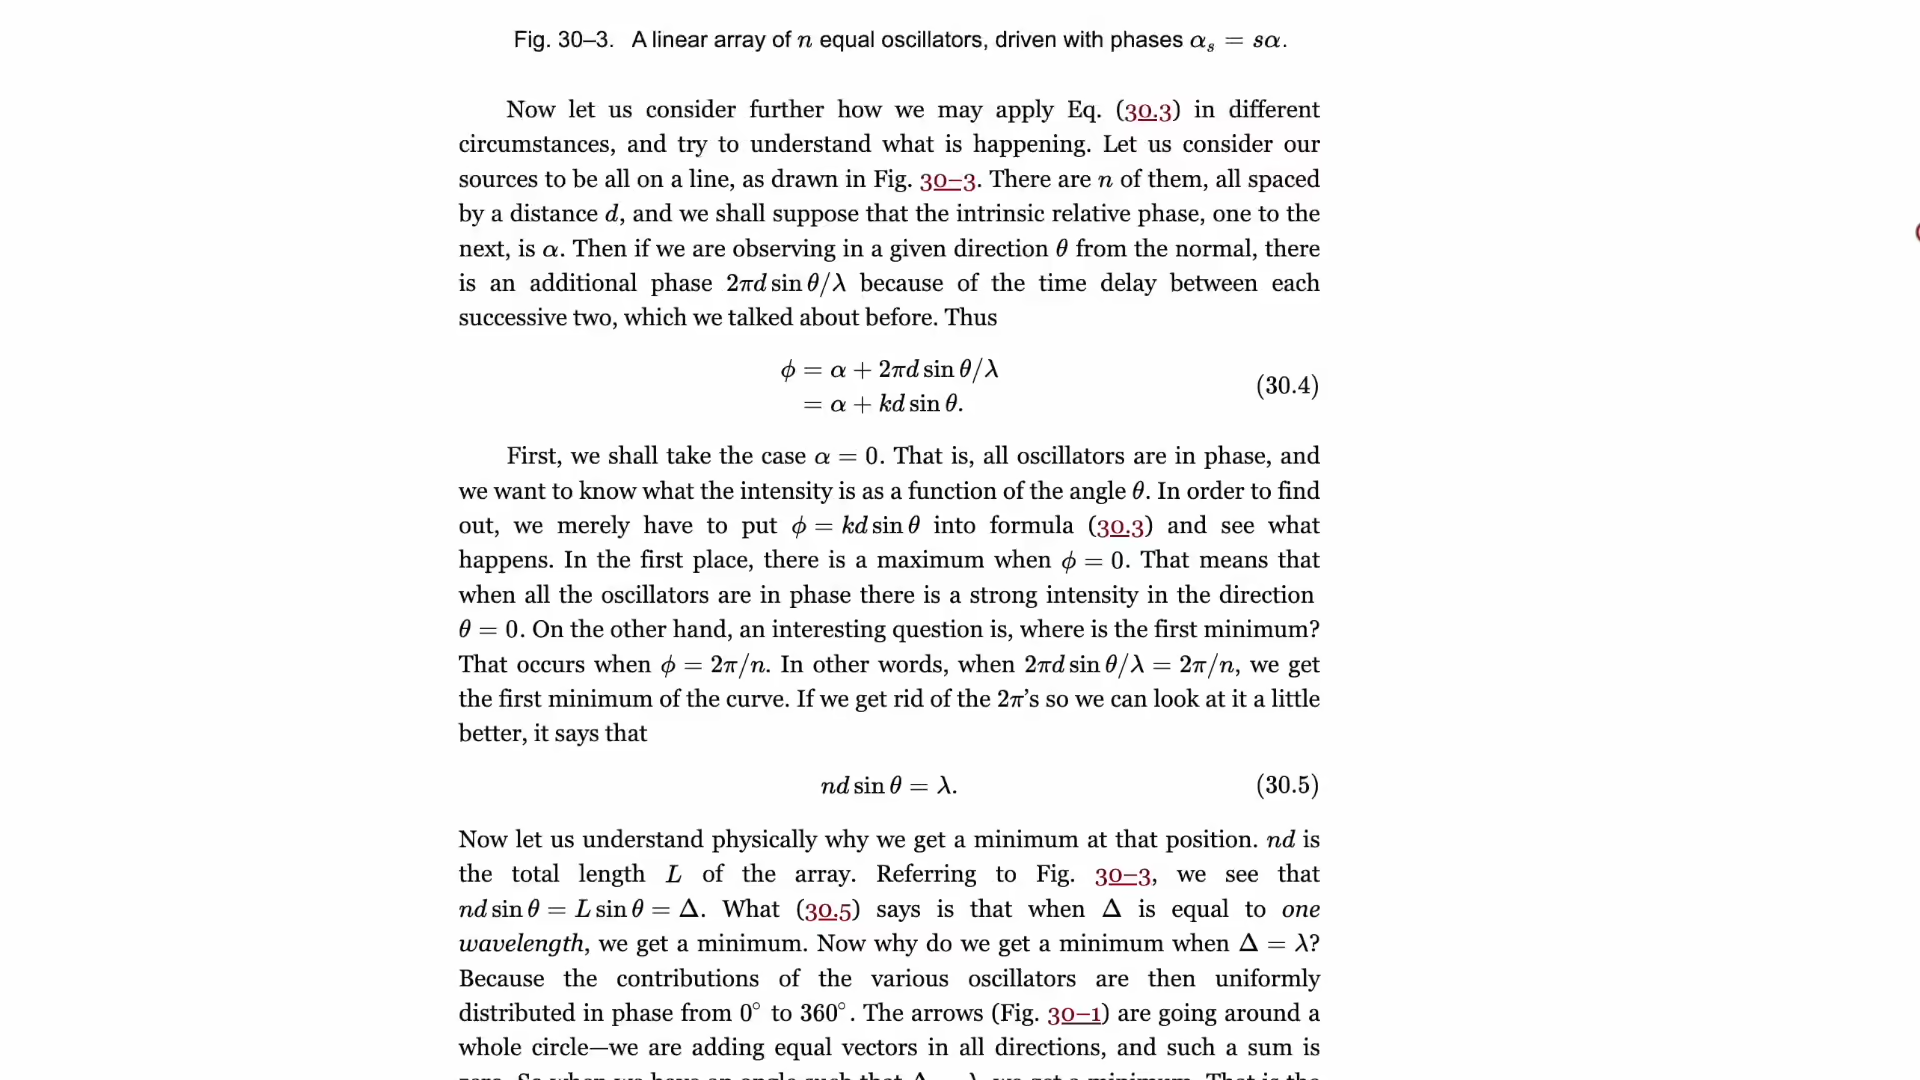 Fig. 30–3. A linear array of n equal oscillators, driven with phases αₛ = sα.
Now let us consider further how we may apply Eq. (30.3) in different
circumstances, and try to understand what is happening. Let us consider our
sources to be all on a line, as drawn in Fig. 30–3. There are n of them, all spaced
by a distance d, and we shall suppose that the intrinsic relative phase, one to the
next, is α. Then if we are observing in a given direction θ from the normal, there
is an additional phase 2πd sin θ/λ because of the time delay between each
successive two, which we talked about before. Thus
ϕ = α + 2πd sin θ/λ
= α + kd sin θ.
(30.4)
First, we shall take the case α = 0. That is, all oscillators are in phase, and
we want to know what the intensity is as a function of the angle θ. In order to find
out, we merely have to put ϕ = kd sin θ into formula (30.3) and see what
happens. In the first place, there is a maximum when ϕ = 0. That means that
when all the oscillators are in phase there is a strong intensity in the direction
θ = 0. On the other hand, an interesting question is, where is the first minimum?
That occurs when ϕ = 2π/n. In other words, when 2πd sin θ/λ = 2π/n, we get
the first minimum of the curve. If we get rid of the 2π’s so we can look at it a little
better, it says that
nd sin θ = λ. (30.5)
Now let us understand physically why we get a minimum at that position. nd is
the total length L of the array. Referring to Fig. 30–3, we see that
nd sin θ = L sin θ = Δ. What (30.5) says is that when Δ is equal to one
wavelength, we get a minimum. Now why do we get a minimum when Δ = λ?
Because the contributions of the various oscillators are then uniformly
distributed in phase from 0° to 360°. The arrows (Fig. 30–1) are going around a
whole circle—we are adding equal vectors in all directions, and such a sum is